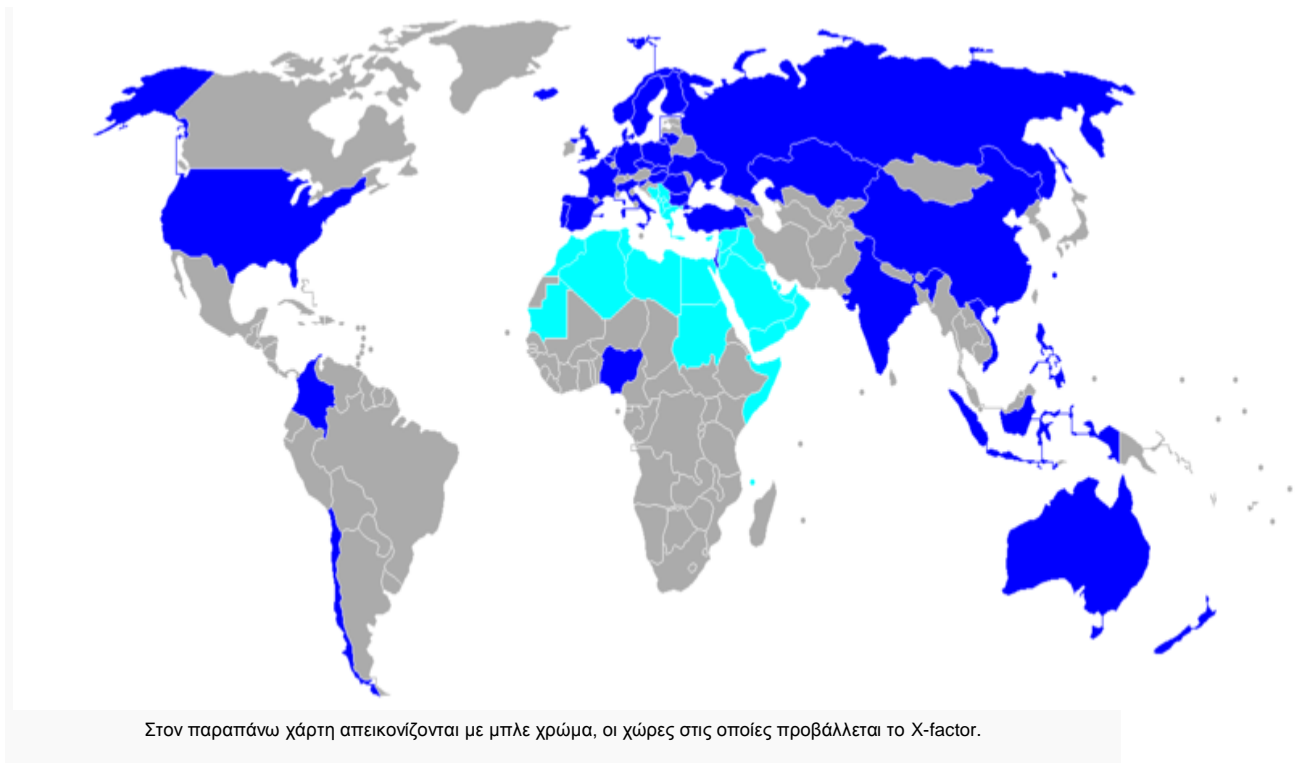 Στον παραπάνω χάρτη απεικονίζονται με μπλε χρώμα, οι χώρες στις οποίες προβάλλεται το X-factor.